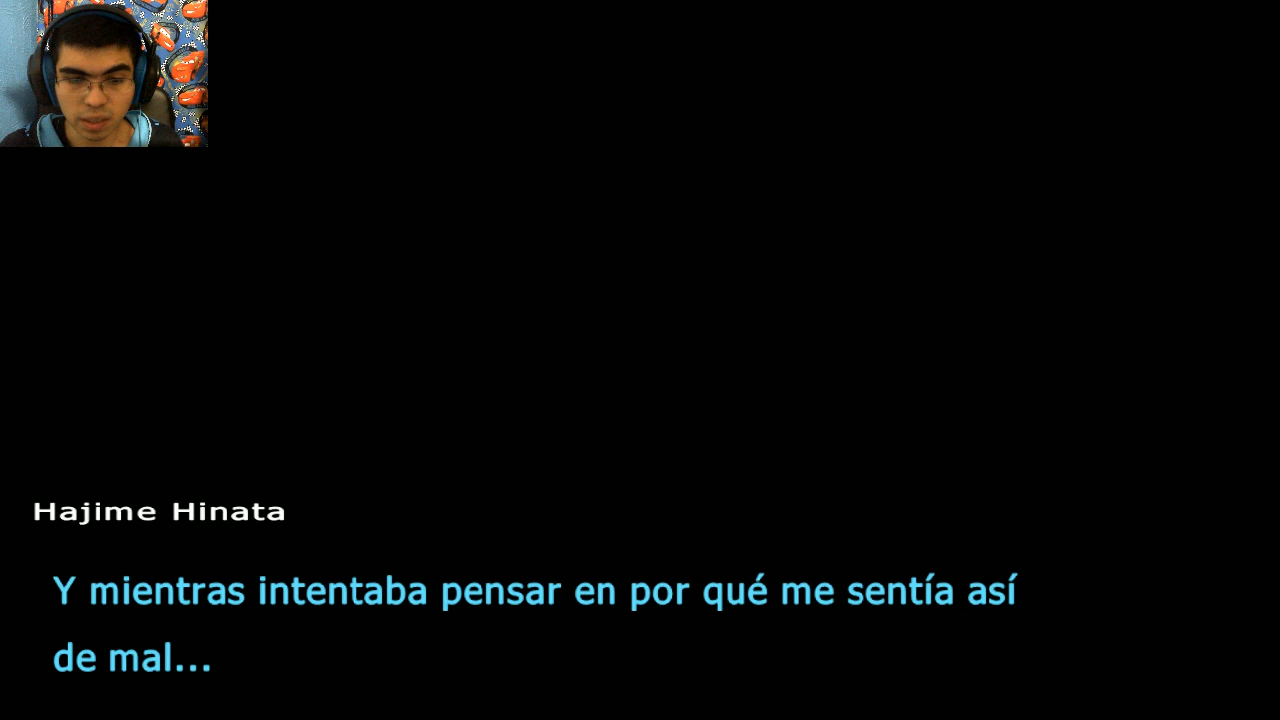 Hajime Hinata
Y mientras intentaba pensar en por qué me sentía así
de mal...